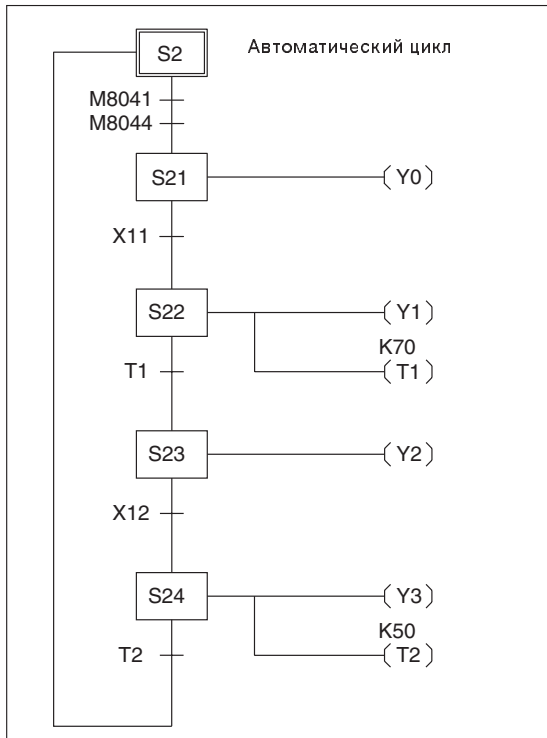 S2 Автоматический цикл
M8041
M8044
S21 (Y0)
X11
S22 (Y1)
K70
T1 (T1)
S23 (Y2)
X12
S24 (Y3)
K50
T2 (T2)